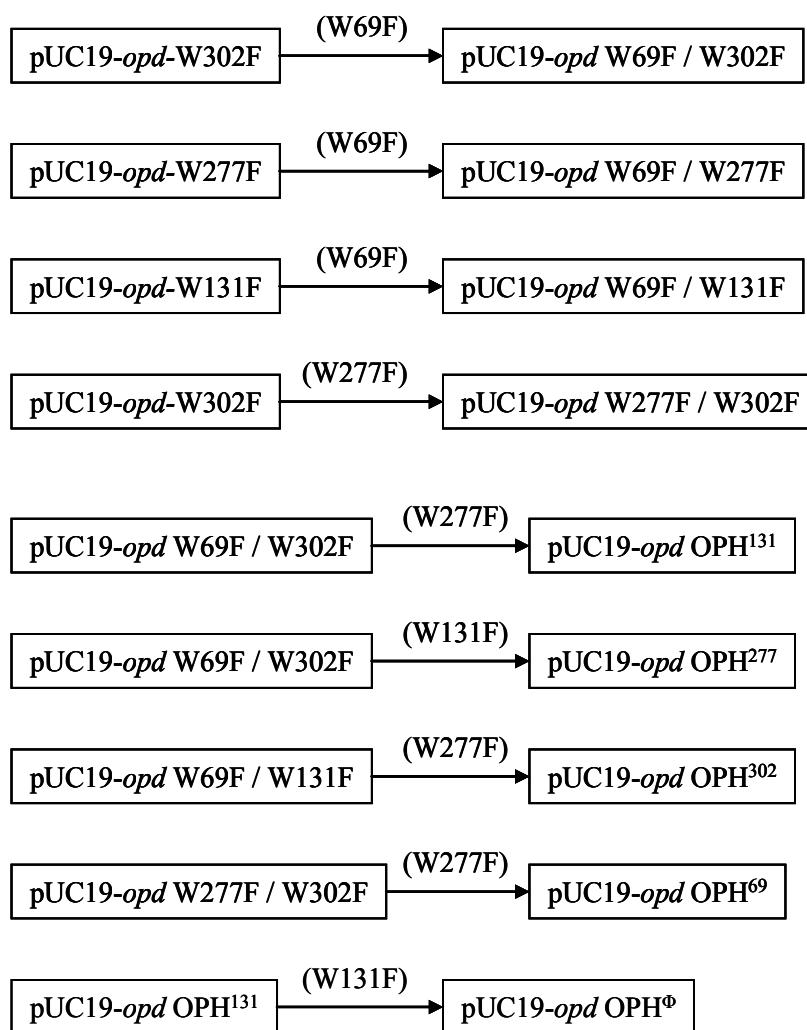 (W69F)
pUC19-opd-W302F pUC19-opd W69F / W302F
(W69F)
pUC19-opd-W277F pUC19-opd W69F / W277F
(W69F)
pUC19-opd-W131F pUC19-opd W69F / W131F
(W277F)
pUC19-opd-W302F pUC19-opd W277F / W302F
(W277F)
pUC19-opd W69F / W302F pUC19-opd OPH¹³¹
(W131F)
pUC19-opd W69F / W302F pUC19-opd OPH²⁷⁷
(W277F)
pUC19-opd W69F / W131F pUC19-opd OPH³⁰²
(W277F)
pUC19-opd W277F / W302F pUC19-opd OPH⁶⁹
(W131F)
pUC19-opd OPH¹³¹ pUC19-opd OPHᶲ